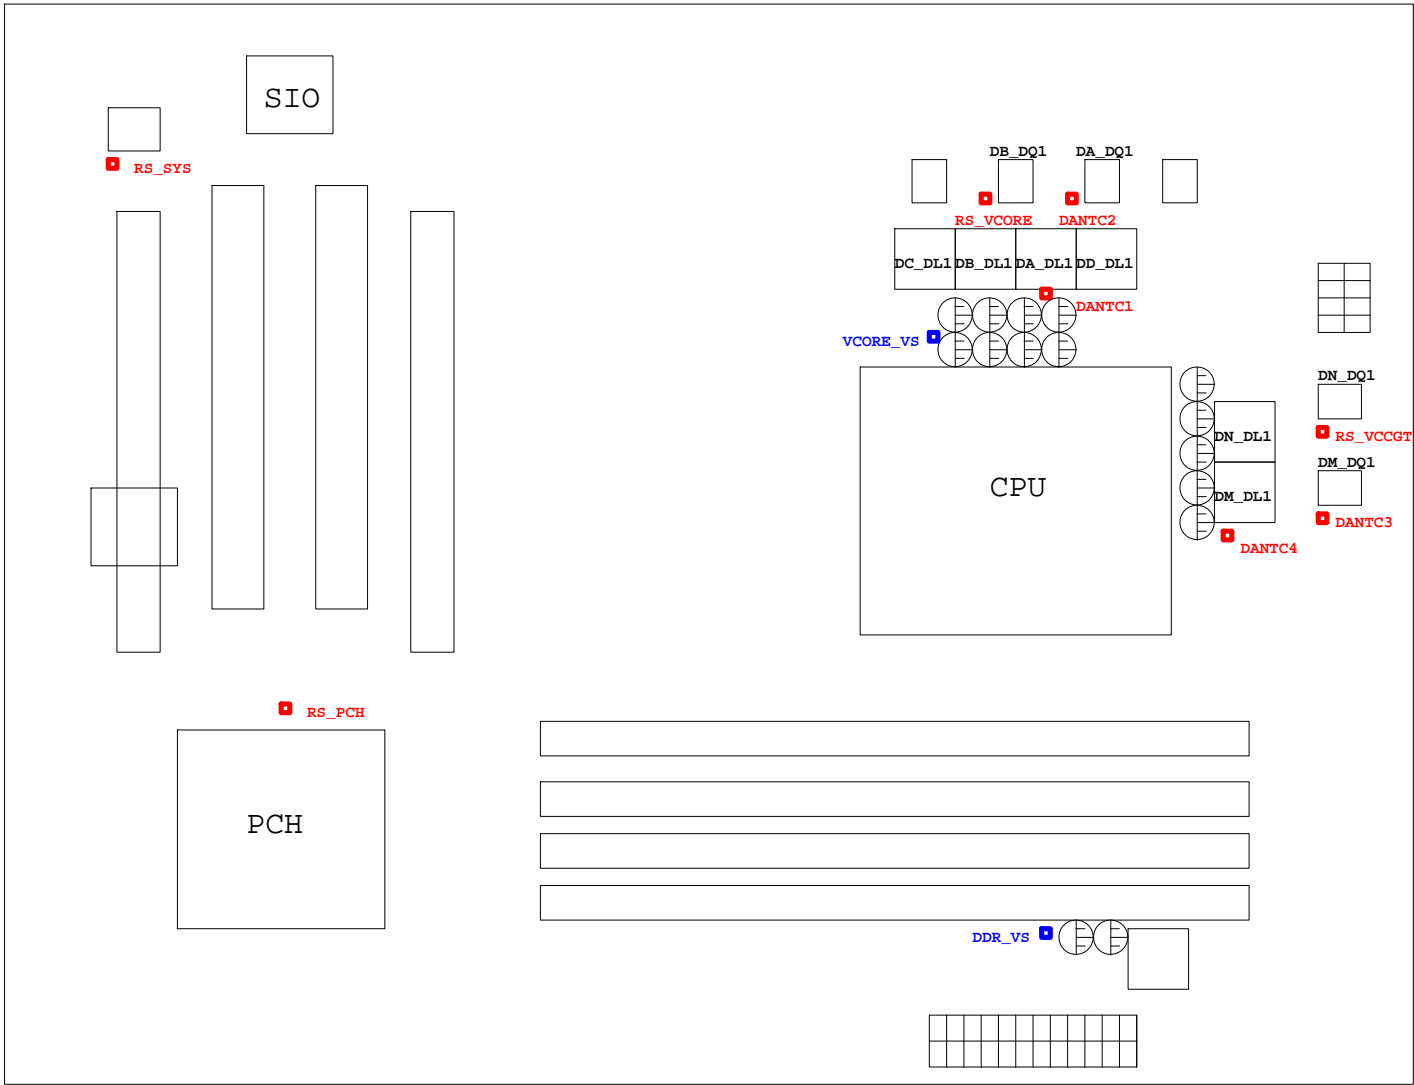 SIO
DB_DQ1
DA_DQ1
RS_SYS
RS_VCORE
DANTC2
DC_DL1
DB_DL1
DA_DL1
DD_DL1
DANTC1
VCORE_VS
DN_DQ1
DN_DL1
RS_VCCGT
DM_DQ1
CPU
DM_DL1
DANTC3
DANTC4
RS_PCH
PCH
DDR_VS